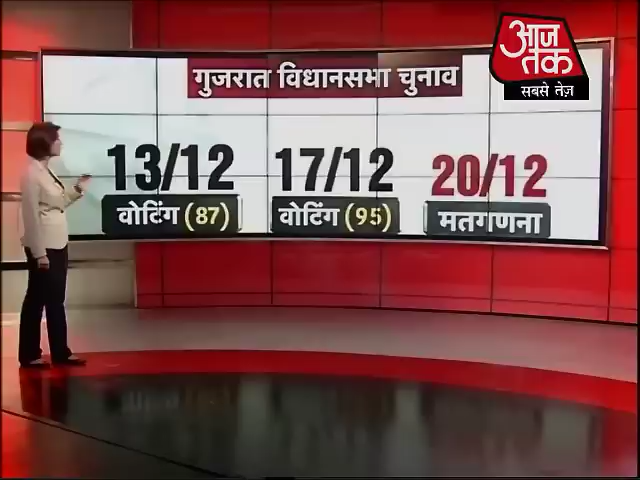 आज
तक
सबसे तेज़
गुजरात विधानसभा चुनाव
13/12
वोटिंग (87)
17/12
वोटिंग (95)
20/12
मतगणना